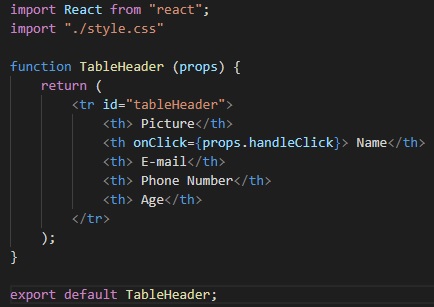 import React from "react";
import "./style.css"

function TableHeader (props) {
    return (
        <tr id="tableHeader">
            <th> Picture</th>
            <th onClick={props.handleClick}> Name</th>
            <th> E-mail</th>
            <th> Phone Number</th>
            <th> Age</th>
        </tr>
    );
}

export default TableHeader;